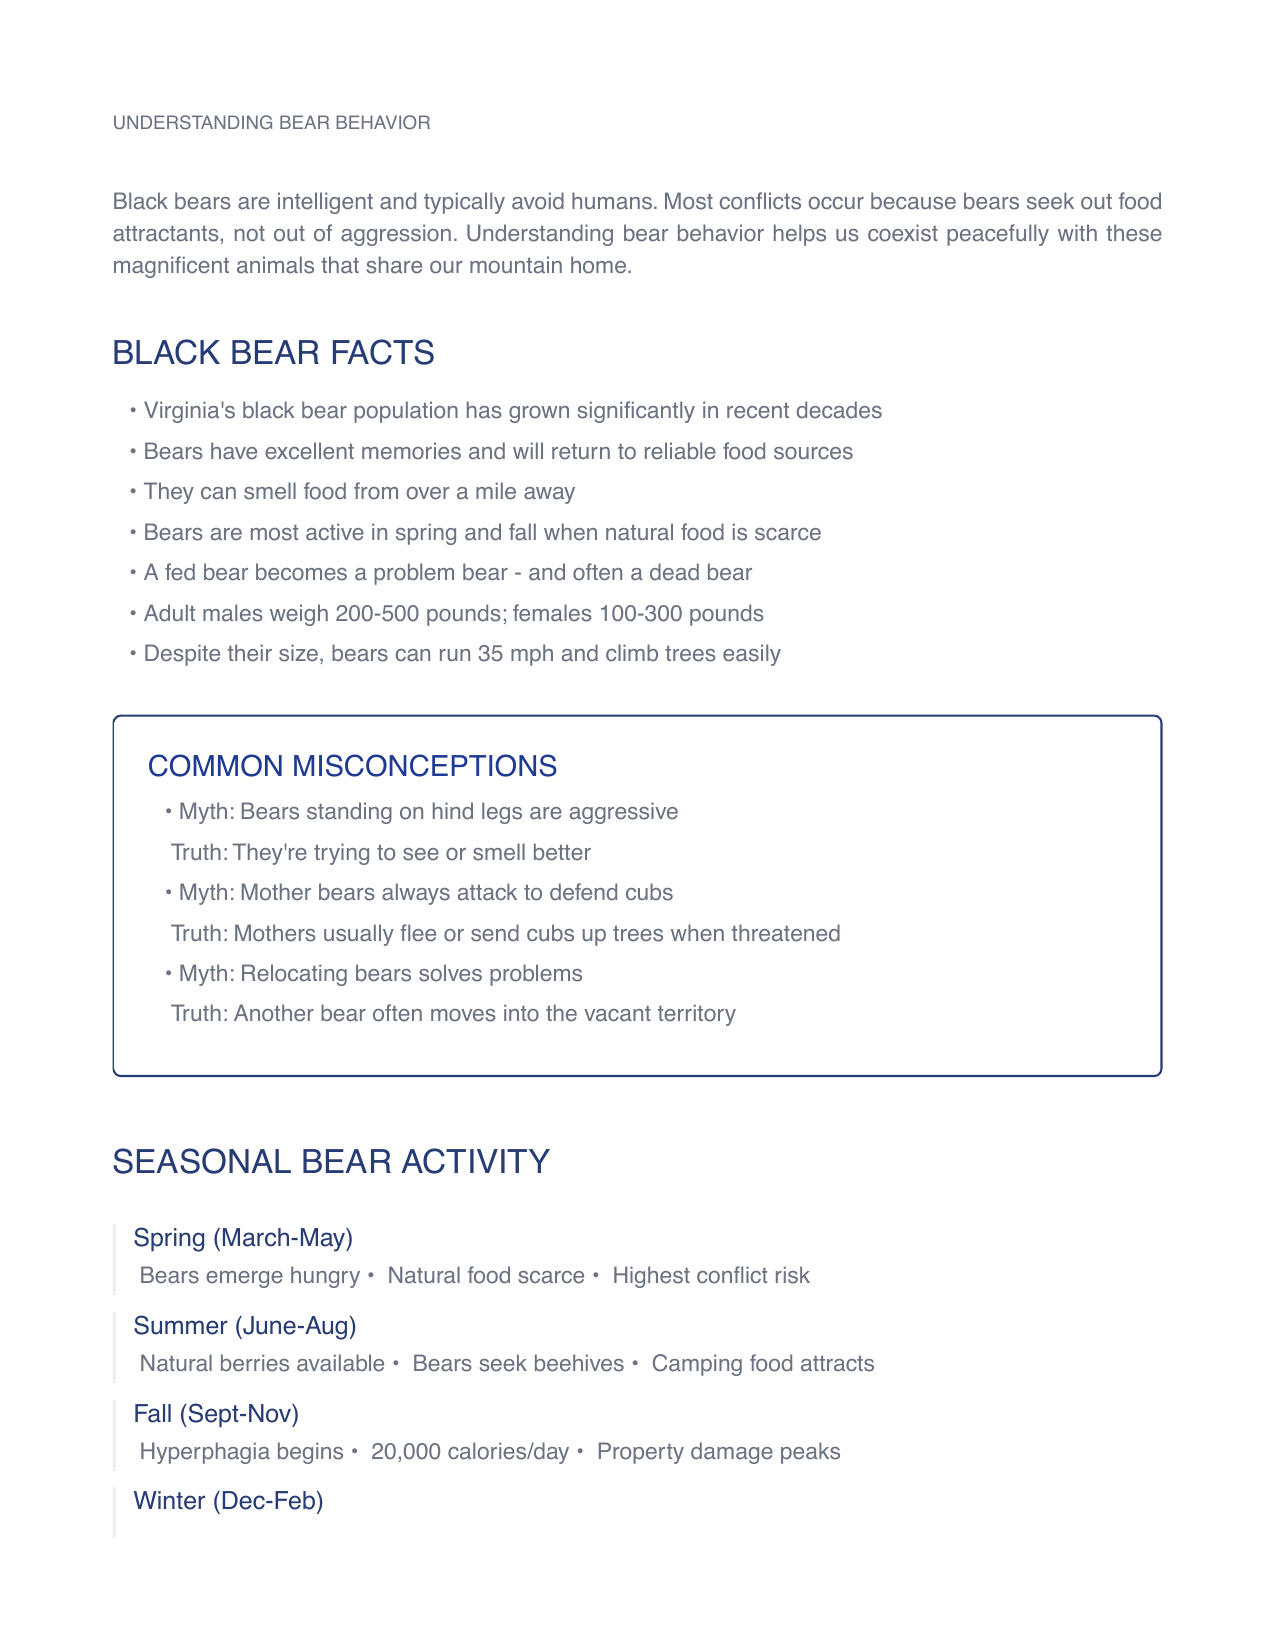 UNDERSTANDING BEAR BEHAVIOR
Black bears are intelligent and typically avoid humans. Most conflicts occur because bears seek out food
attractants, not out of aggression. Understanding bear behavior helps us coexist peacefully with these
magnificent animals that share our mountain home.
BLACK BEAR FACTS
• Virginia's black bear population has grown significantly in recent decades
• Bears have excellent memories and will return to reliable food sources
• They can smell food from over a mile away
• Bears are most active in spring and fall when natural food is scarce
• A fed bear becomes a problem bear - and often a dead bear
• Adult males weigh 200-500 pounds; females 100-300 pounds
• Despite their size, bears can run 35 mph and climb trees easily
COMMON MISCONCEPTIONS
• Myth: Bears standing on hind legs are aggressive
Truth: They're trying to see or smell better
• Myth: Mother bears always attack to defend cubs
Truth: Mothers usually flee or send cubs up trees when threatened
• Myth: Relocating bears solves problems
Truth: Another bear often moves into the vacant territory
SEASONAL BEAR ACTIVITY
Spring (March-May)
Bears emerge hungry • Natural food scarce • Highest conflict risk
Summer (June-Aug)
Natural berries available • Bears seek beehives • Camping food attracts
Fall (Sept-Nov)
Hyperphagia begins • 20,000 calories/day • Property damage peaks
Winter (Dec-Feb)